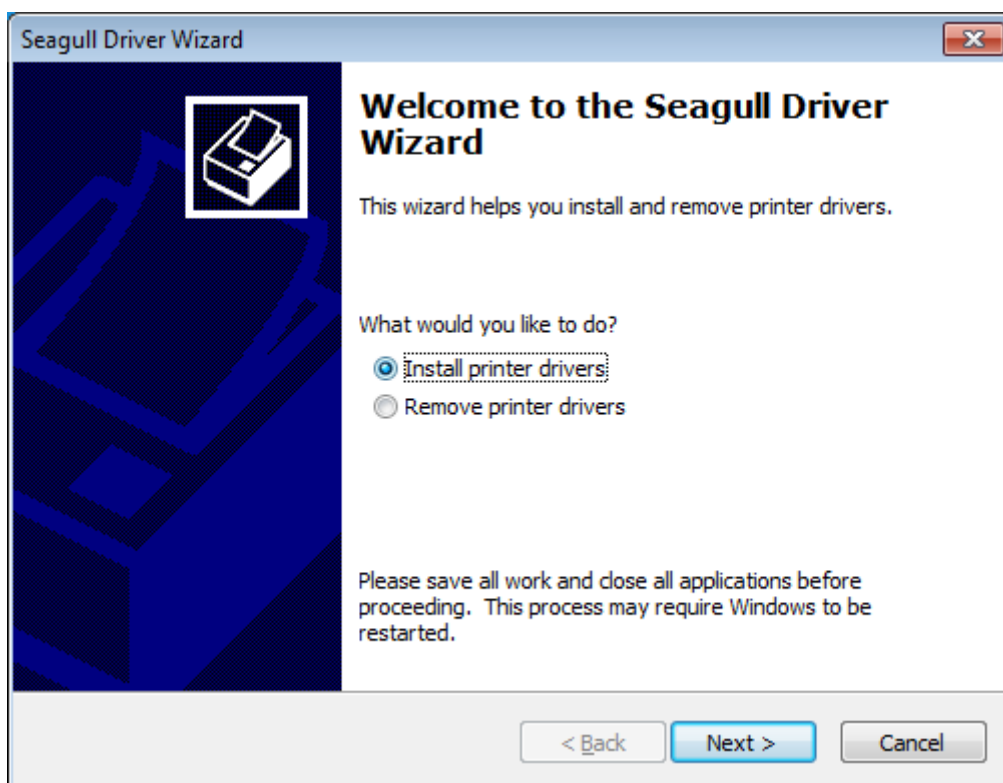 Seagull Driver Wizard
Welcome to the Seagull Driver
Wizard
This wizard helps you install and remove printer drivers.
What would you like to do?
Install printer drivers
Remove printer drivers
Please save all work and close all applications before
proceeding.  This process may require Windows to be
restarted.
< Back
Next >
Cancel